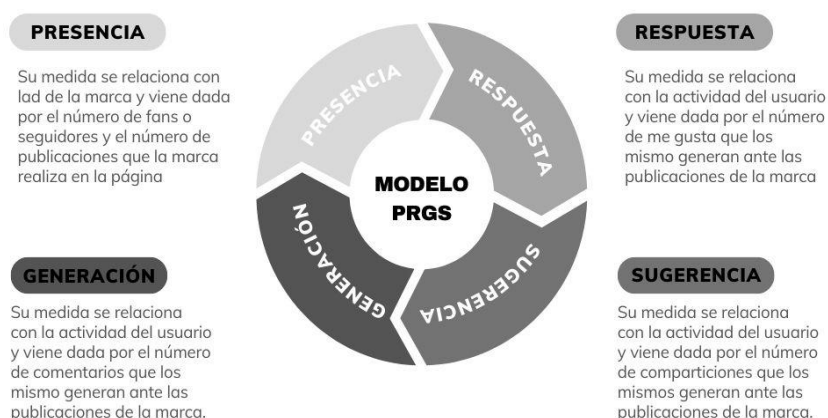 PRESENCIA
Su medida se relaciona con
lad de la marca y viene dada
por el número de fans o
seguidores y el número de
publicaciones que la marca
realiza en la página
RESPUESTA
Su medida se relaciona
con la actividad del usuario
y viene dada por el número
de me gusta que los
mismo generan ante las
publicaciones de la marca
PRESENCIA
RESPUESTA
MODELO
PRGS
GENERACIÓN
SUGERENCIA
GENERACIÓN
Su medida se relaciona
con la actividad del usuario
y viene dada por el número
de comentarios que los
mismo generan ante las
publicaciones de la marca.
SUGERENCIA
Su medida se relaciona
con la actividad del usuario
y viene dada por el número
de comparticiones que los
mismos generan ante las
publicaciones de la marca.